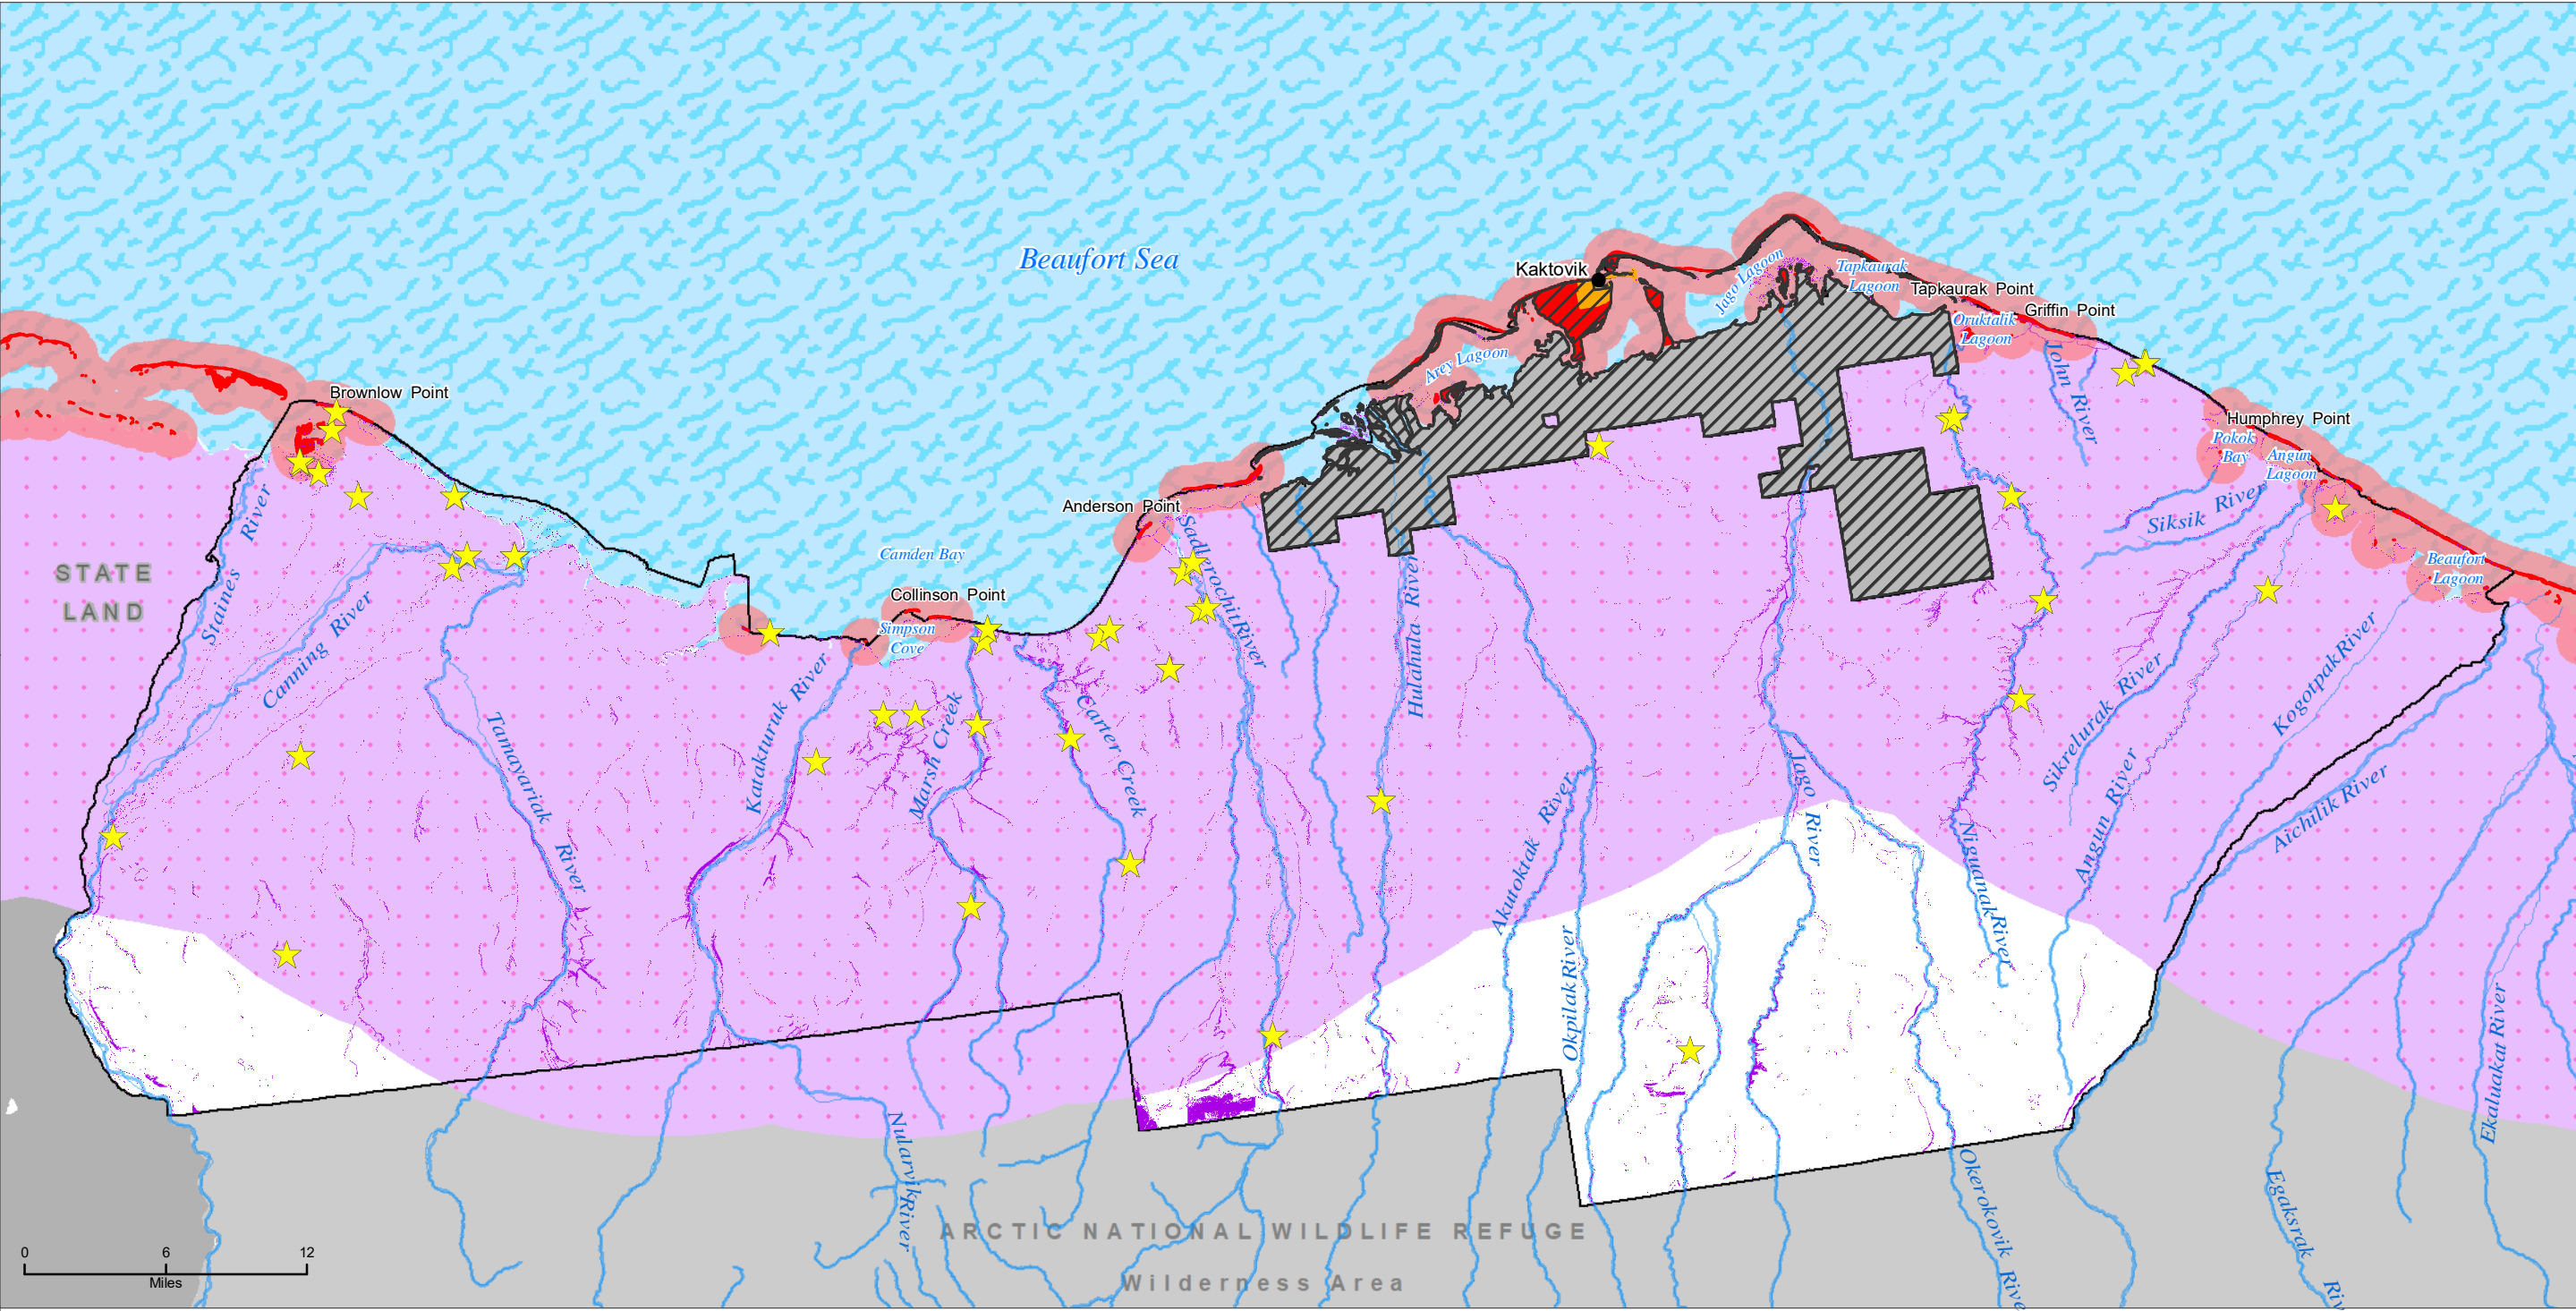 Beaufort Sea
Kaktovik
Jago Lagoon
Tapkaurak
Lagoon
Tapkaurak Point
Griffin Point
Oruktalik
Lagoon
Arey Lagoon
John River
Brownlow Point
Humphrey Point
Pokok
Bay
Angun
Lagoon
Anderson Point
Siksik River
Staines River
Sadlerochit River
Camden Bay
Beaufort
Lagoon
STATE
LAND
Collinson Point
Simpson
Cove
Canning River
Hulahula River
Katakturuk River
Marsh Creek
Carter Creek
Tamayariak River
Sikrelurak River
Kogotpak River
Jago River
Akutoktak River
Niguanak River
Angun River
Aichilik River
Okpilak River
Ekaluakat River
Nularvik River
Okerokovik Rive
Egaksrak Riv
ARCTIC NATIONAL WILDLIFE REFUGE
Wilderness Area
0 6 12
Miles